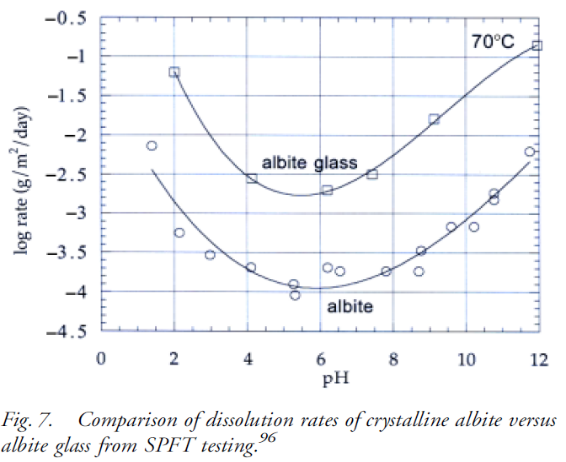 −0.5
70°C
−1
−1.5
−2
albite glass
−2.5
log rate (g/m²/day)
−3
−3.5
−4
albite
−4.5
0 2 4 6 8 10 12
pH
Fig. 7. Comparison of dissolution rates of crystalline albite versus
albite glass from SPFT testing.⁹⁶